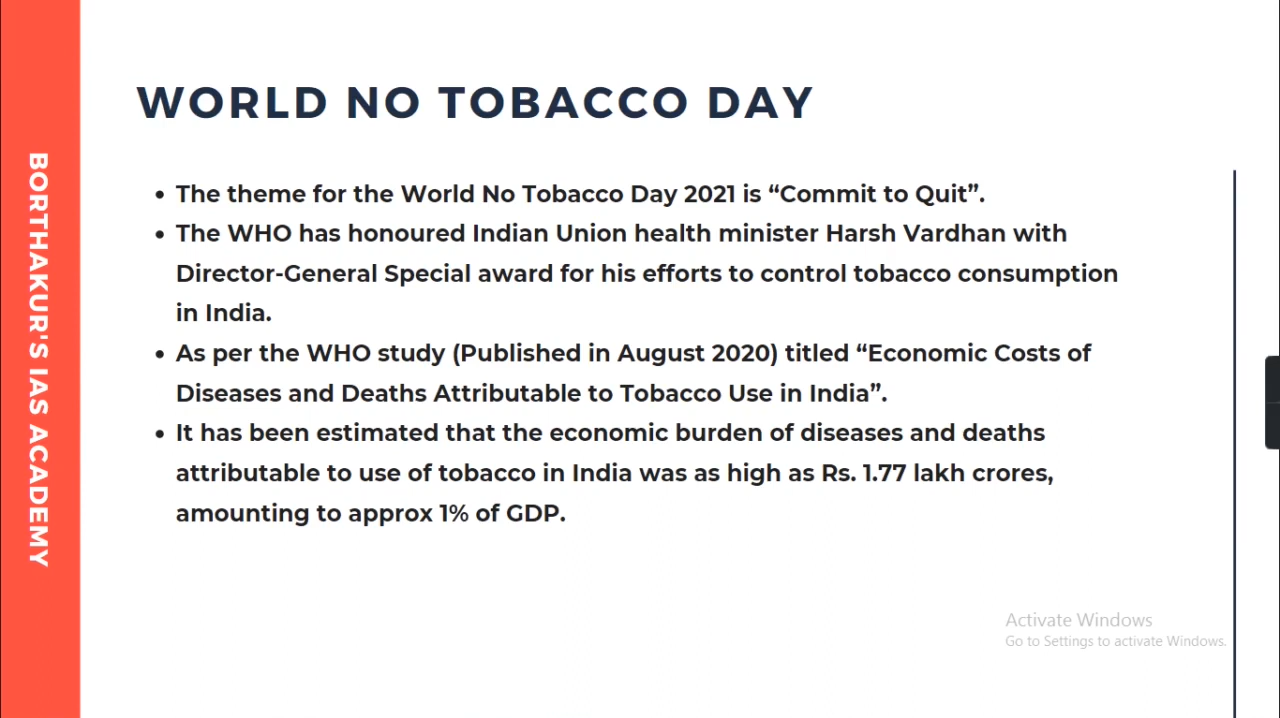 BORTHAKUR'S IAS ACADEMY
WORLD NO TOBACCO DAY
• The theme for the World No Tobacco Day 2021 is “Commit to Quit”.
• The WHO has honoured Indian Union health minister Harsh Vardhan with
Director-General Special award for his efforts to control tobacco consumption
in India.
• As per the WHO study (Published in August 2020) titled “Economic Costs of
Diseases and Deaths Attributable to Tobacco Use in India”.
• It has been estimated that the economic burden of diseases and deaths
attributable to use of tobacco in India was as high as Rs. 1.77 lakh crores,
amounting to approx 1% of GDP.
Activate Windows
Go to Settings to activate Windows.